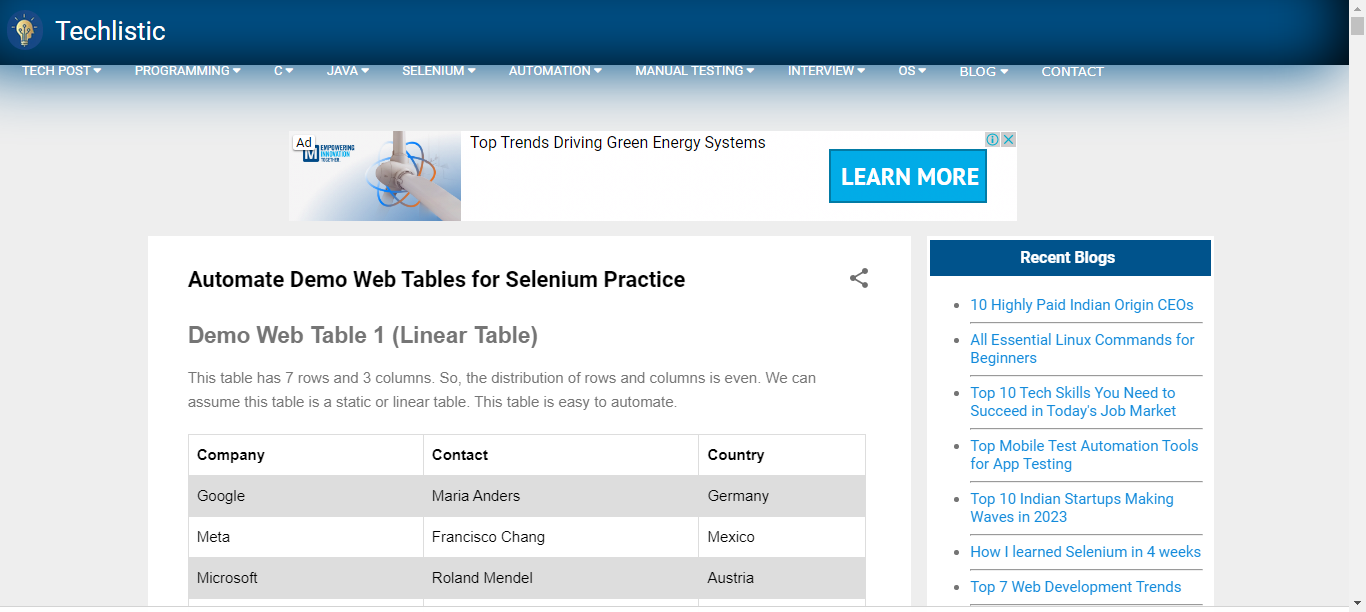 Techlistic
TECH POST PROGRAMMING C JAVA SELENIUM AUTOMATION MANUAL TESTING INTERVIEW OS BLOG CONTACT
Ad
M EMPOWERING
INNOVATION
TOGETHER
Top Trends Driving Green Energy Systems
LEARN MORE
Automate Demo Web Tables for Selenium Practice
Demo Web Table 1 (Linear Table)
This table has 7 rows and 3 columns. So, the distribution of rows and columns is even. We can
assume this table is a static or linear table. This table is easy to automate.
Company Contact Country
Google Maria Anders Germany
Meta Francisco Chang Mexico
Microsoft Roland Mendel Austria
Recent Blogs
10 Highly Paid Indian Origin CEOs
All Essential Linux Commands for
Beginners
Top 10 Tech Skills You Need to
Succeed in Today's Job Market
Top Mobile Test Automation Tools
for App Testing
Top 10 Indian Startups Making
Waves in 2023
How I learned Selenium in 4 weeks
Top 7 Web Development Trends